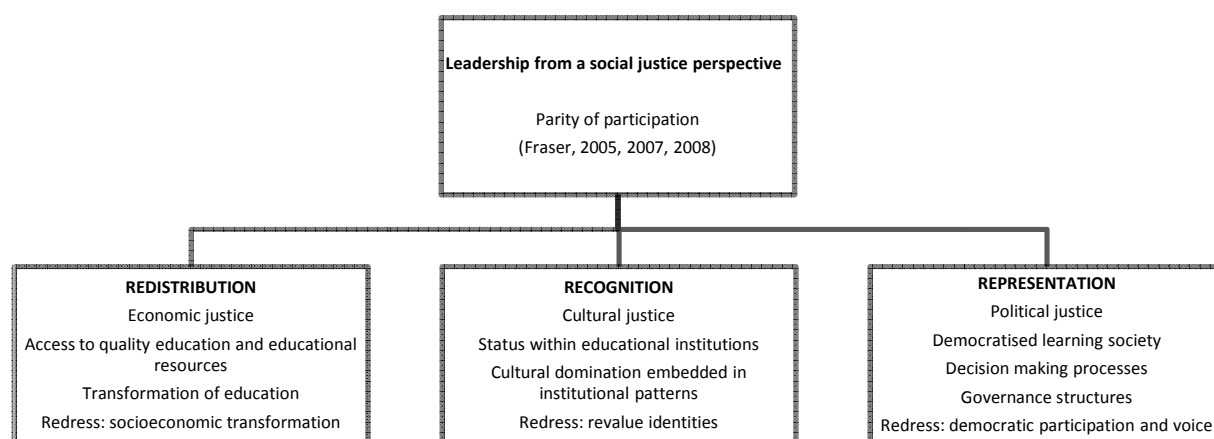 Leadership from a social justice perspective
Parity of participation
(Fraser, 2005, 2007, 2008)
REDISTRIBUTION
Economic justice
Access to quality education and educational
resources
Transformation of education
Redress: socioeconomic transformation
RECOGNITION
Cultural justice
Status within educational institutions
Cultural domination embedded in
institutional patterns
Redress: revalue identities
REPRESENTATION
Political justice
Democratised learning society
Decision making processes
Governance structures
Redress: democratic participation and voice